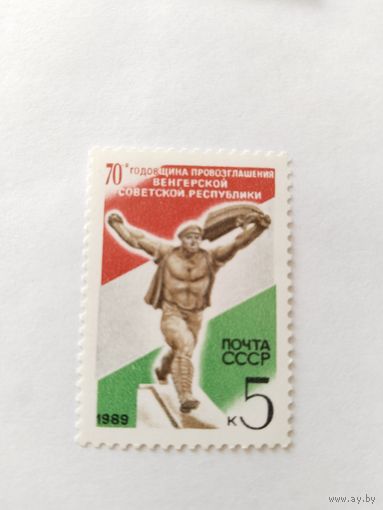 70-я ГОДОВЩИНА ПРОВОЗГЛАШЕНИЯ
ВЕНГЕРСКОЙ
СОВЕТСКОЙ РЕСПУБЛИКИ
ПОЧТА
СССР
1989
к 5
www.ay.by